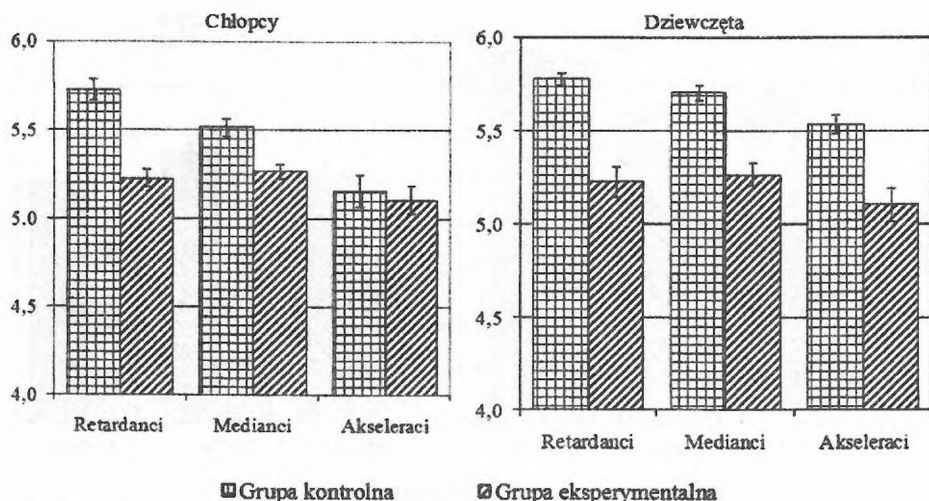 Chłopcy
6,0
5,5
5,0
4,5
4,0
Retardanci Medianci Akseleraci
Dziewczęta
6,0
5,5
5,0
4,5
4,0
Retardanci Medianci Akseleraci
Grupa kontrolna Grupa eksperymentalna